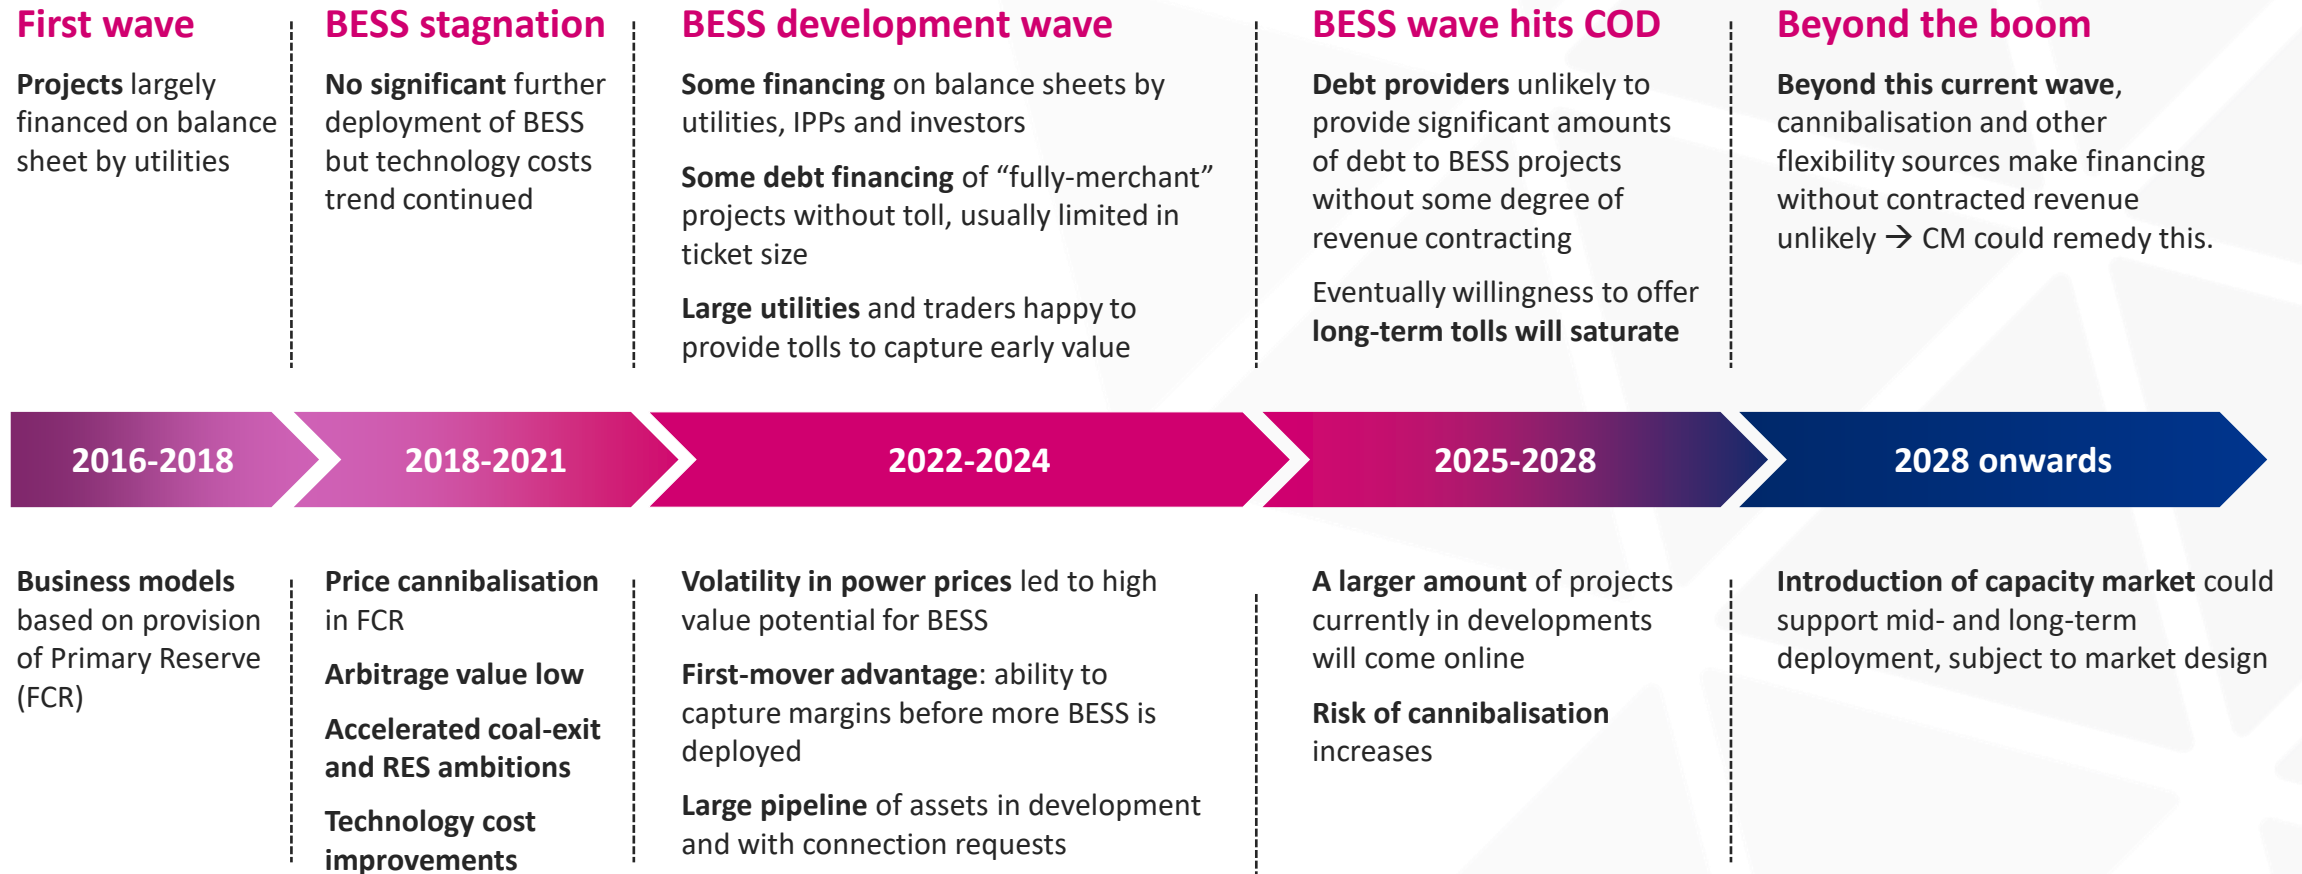 First wave
Projects largely
financed on balance
sheet by utilities
BESS stagnation
No significant further
deployment of BESS
but technology costs
trend continued
BESS development wave
Some financing on balance sheets by
utilities, IPPs and investors
Some debt financing of “fully-merchant”
projects without toll, usually limited in
ticket size
Large utilities and traders happy to
provide tolls to capture early value
BESS wave hits COD
Debt providers unlikely to
provide significant amounts
of debt to BESS projects
without some degree of
revenue contracting
Eventually willingness to offer
long-term tolls will saturate
Beyond the boom
Beyond this current wave,
cannibalisation and other
flexibility sources make financing
without contracted revenue
unlikely → CM could remedy this.
2016-2018
2018-2021
2022-2024
2025-2028
2028 onwards
Business models
based on provision
of Primary Reserve
(FCR)
Price cannibalisation
in FCR
Arbitrage value low
Accelerated coal-exit
and RES ambitions
Technology cost
improvements
Volatility in power prices led to high
value potential for BESS
First-mover advantage: ability to
capture margins before more BESS is
deployed
Large pipeline of assets in development
and with connection requests
A larger amount of projects
currently in developments
will come online
Risk of cannibalisation
increases
Introduction of capacity market could
support mid- and long-term
deployment, subject to market design